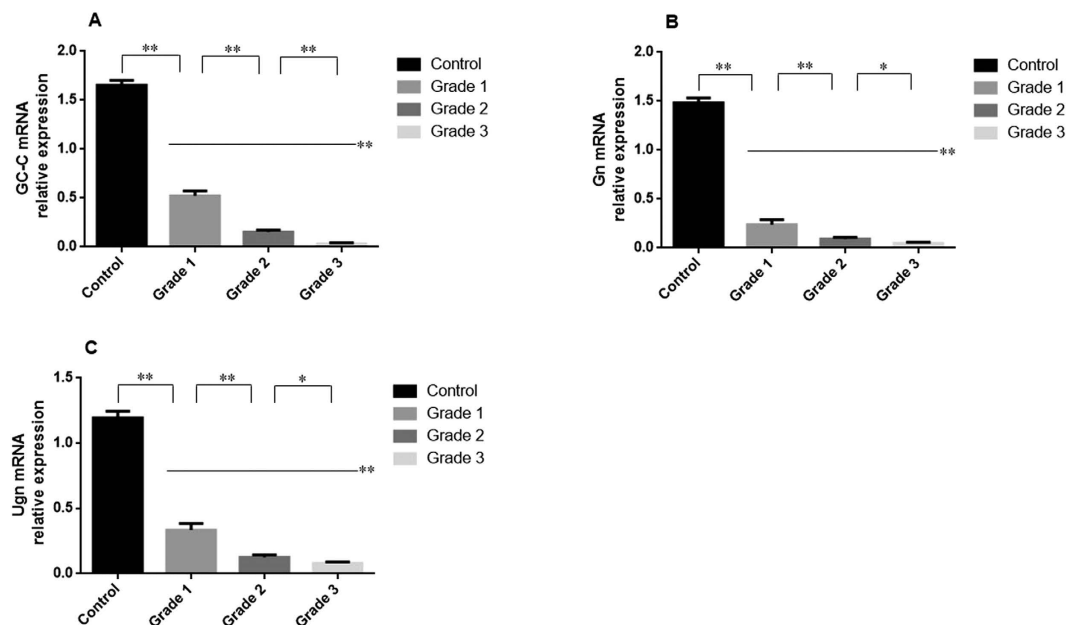 A
GC-C mRNA
relative expression
2.0
1.5
1.0
0.5
0.0
** ** **
**
Control
Grade 1
Grade 2
Grade 3
Control
Grade 1
Grade 2
Grade 3
B
Gn mRNA
relative expression
2.0
1.5
1.0
0.5
0.0
** ** *
**
Control
Grade 1
Grade 2
Grade 3
Control
Grade 1
Grade 2
Grade 3
C
Ugn mRNA
relative expression
1.5
1.0
0.5
0.0
** ** *
**
Control
Grade 1
Grade 2
Grade 3
Control
Grade 1
Grade 2
Grade 3